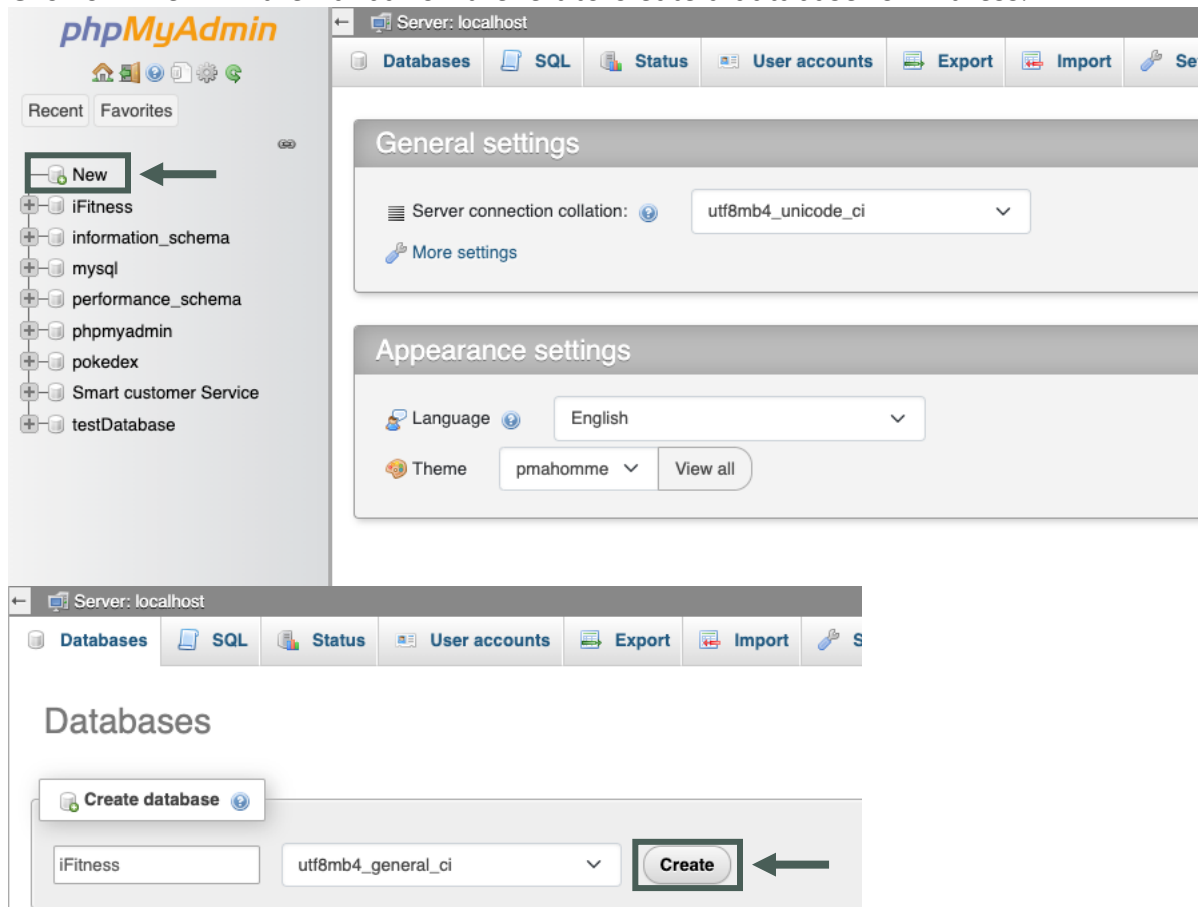 phpMyAdmin
Recent Favorites
New
iFitness
information_schema
mysql
performance_schema
phpmyadmin
pokedex
Smart customer Service
testDatabase
Server: localhost
Databases SQL Status User accounts Export Import Se
General settings
Server connection collation: utf8mb4_unicode_ci
More settings
Appearance settings
Language English
Theme pmahomme View all
Server: localhost
Databases SQL Status User accounts Export Import S
Databases
Create database
iFitness utf8mb4_general_ci Create